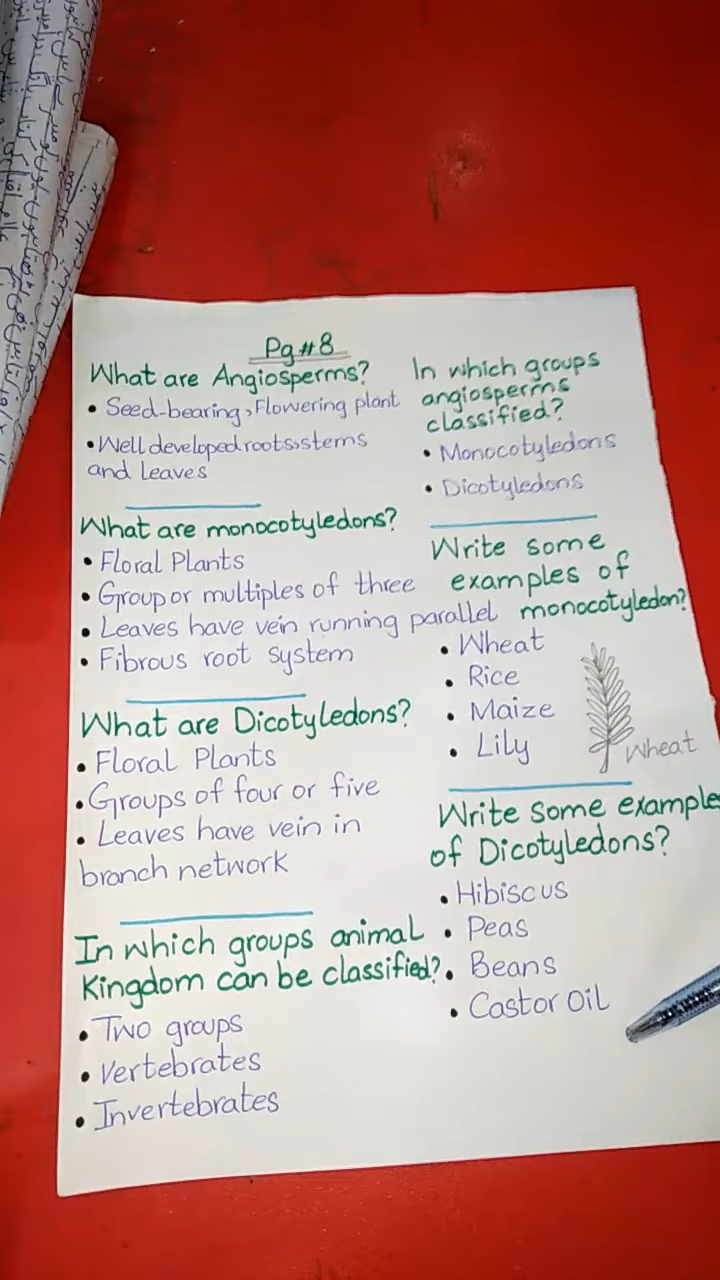 Pg#8
What are Angiosperms?
• Seed-bearing, Flowering plant
• Well developed roots,stems
and leaves
In which groups
angiosperms
classified?
• Monocotyledons
• Dicotyledons
What are monocotyledons?
• Floral Plants
• Group or multiples of three
• Leaves have vein running parallel
• Fibrous root system
Write some
examples of
monocotyledon?
• Wheat
• Rice
• Maize
• Lily
Wheat
What are Dicotyledons?
• Floral Plants
• Groups of four or five
• Leaves have vein in
branch network
Write some example
of Dicotyledons?
• Hibiscus
• Peas
• Beans
• Castor Oil
In which groups animal
Kingdom can be classified?
• Two groups
• Vertebrates
• Invertebrates